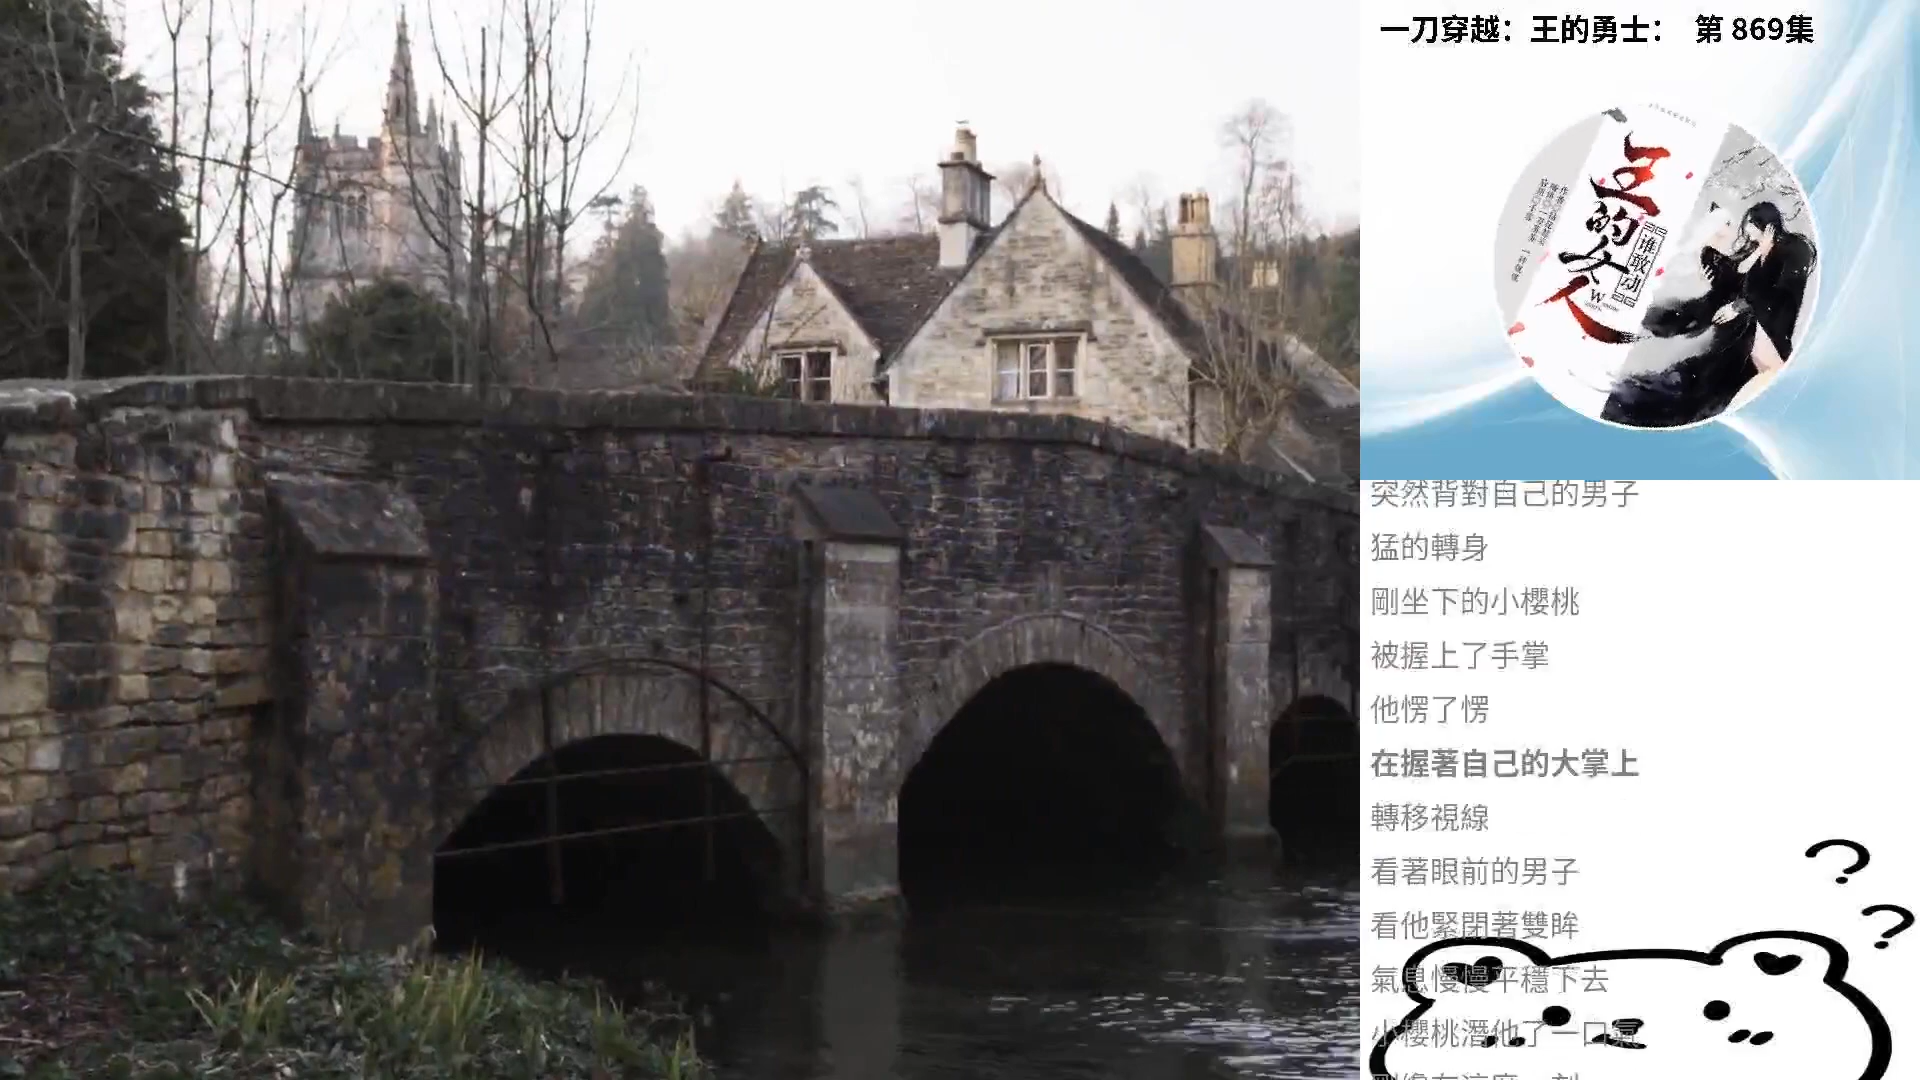 一刀穿越：王的勇士： 第 869集
王的女人
谁敢动
W
突然背對自己的男子
猛的轉身
剛坐下的小櫻桃
被握上了手掌
他愣了愣
在握著自己的大掌上
轉移視線
看著眼前的男子
看他緊閉著雙眸
氣息慢慢平穩下去
小櫻桃潛他了一口氣
? ?